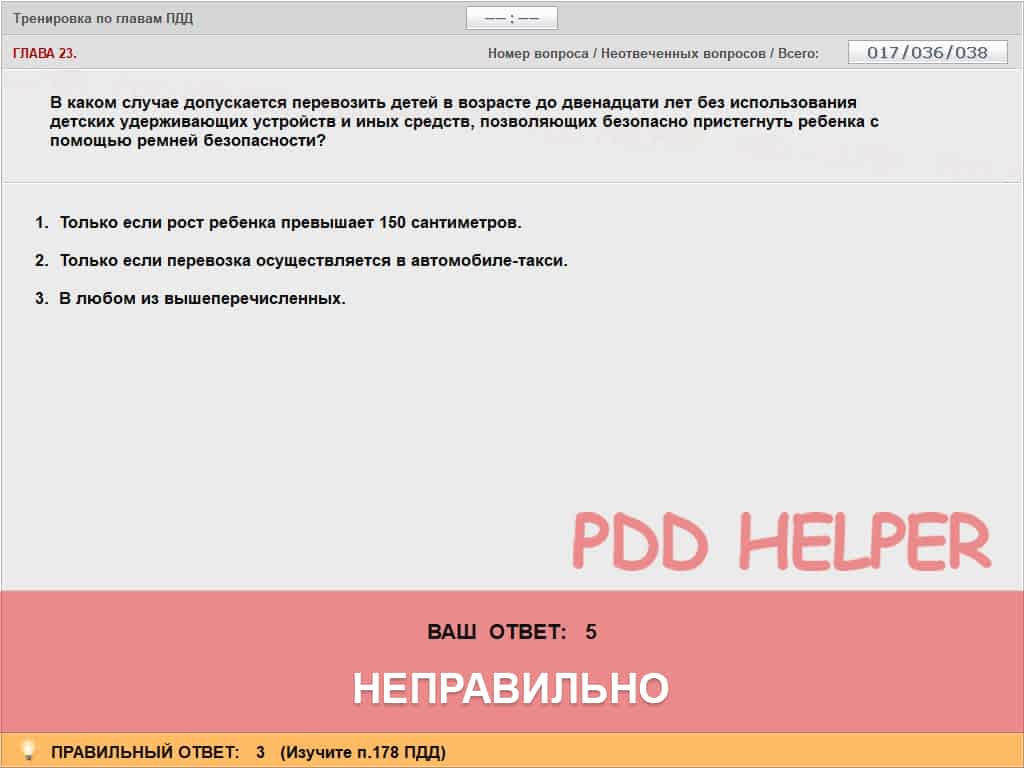 Тренировка по главам ПДД
–– : ––
ГЛАВА 23.
Номер вопроса / Неотвеченных вопросов / Всего:
017/036/038
В каком случае допускается перевозить детей в возрасте до двенадцати лет без использования
детских удерживающих устройств и иных средств, позволяющих безопасно пристегнуть ребенка с
помощью ремней безопасности?
1. Только если рост ребенка превышает 150 сантиметров.
2. Только если перевозка осуществляется в автомобиле-такси.
3. В любом из вышеперечисленных.
PDD HELPER
ВАШ ОТВЕТ: 5
НЕПРАВИЛЬНО
ПРАВИЛЬНЫЙ ОТВЕТ: 3 (Изучите п.178 ПДД)